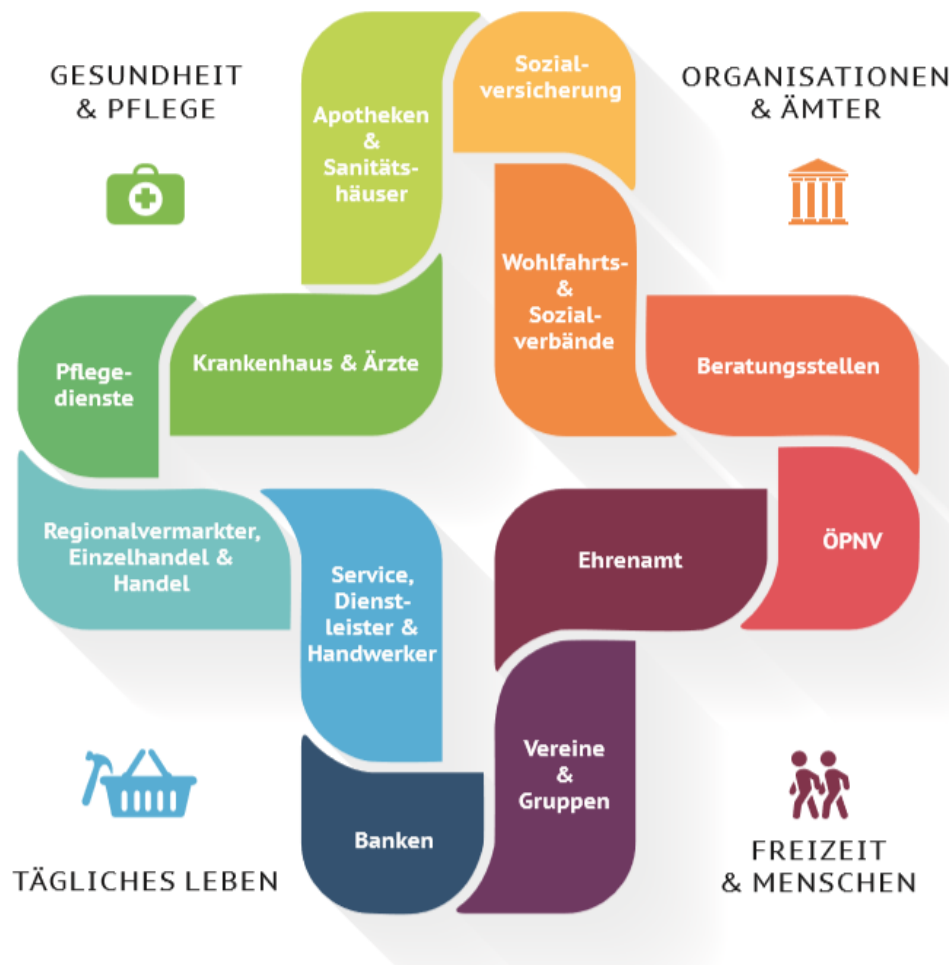 GESUNDHEIT
& PFLEGE
Apotheken
&
Sanitäts-
häuser
Sozial-
versicherung
ORGANISATIONEN
& ÄMTER
Pflege-
dienste
Krankenhaus & Ärzte
Wohlfahrts-
&
Sozial-
verbände
Beratungsstellen
Regionalvermarkter,
Einzelhandel &
Handel
Service,
Dienst-
leister &
Handwerker
Ehrenamt
ÖPNV
TÄGLICHES LEBEN
Banken
Vereine
&
Gruppen
FREIZEIT
& MENSCHEN